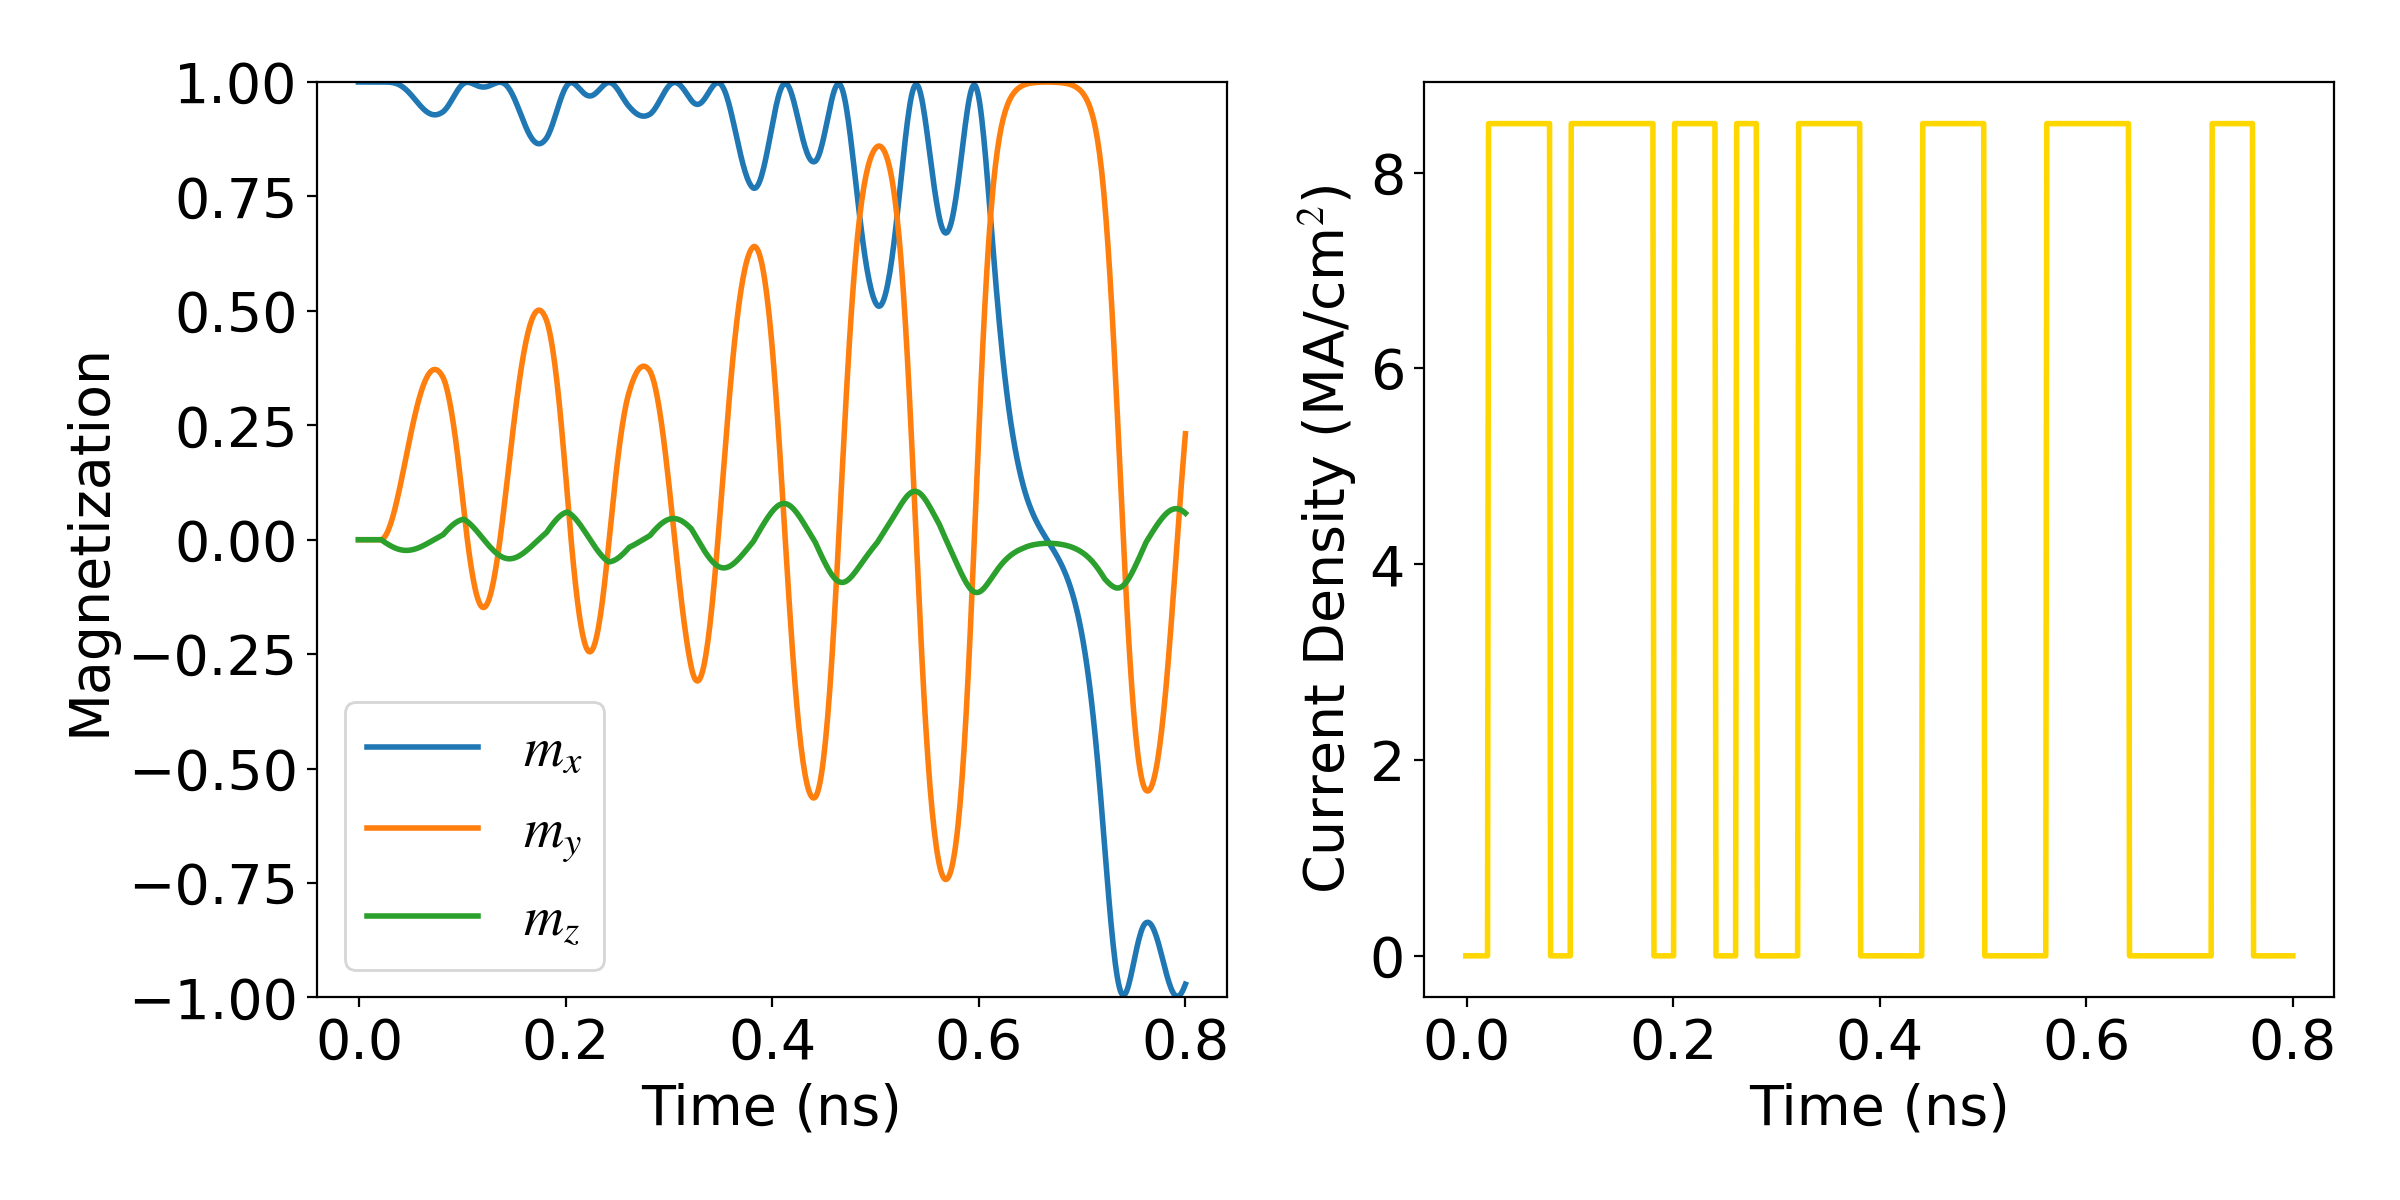 1.00
0.75
0.50
0.25
0.00
−0.25
−0.50
−0.75
−1.00
Magnetization
m_x
m_y
m_z
0.0 0.2 0.4 0.6 0.8
Time (ns)
8
6
4
2
0
Current Density (MA/cm²)
0.0 0.2 0.4 0.6 0.8
Time (ns)